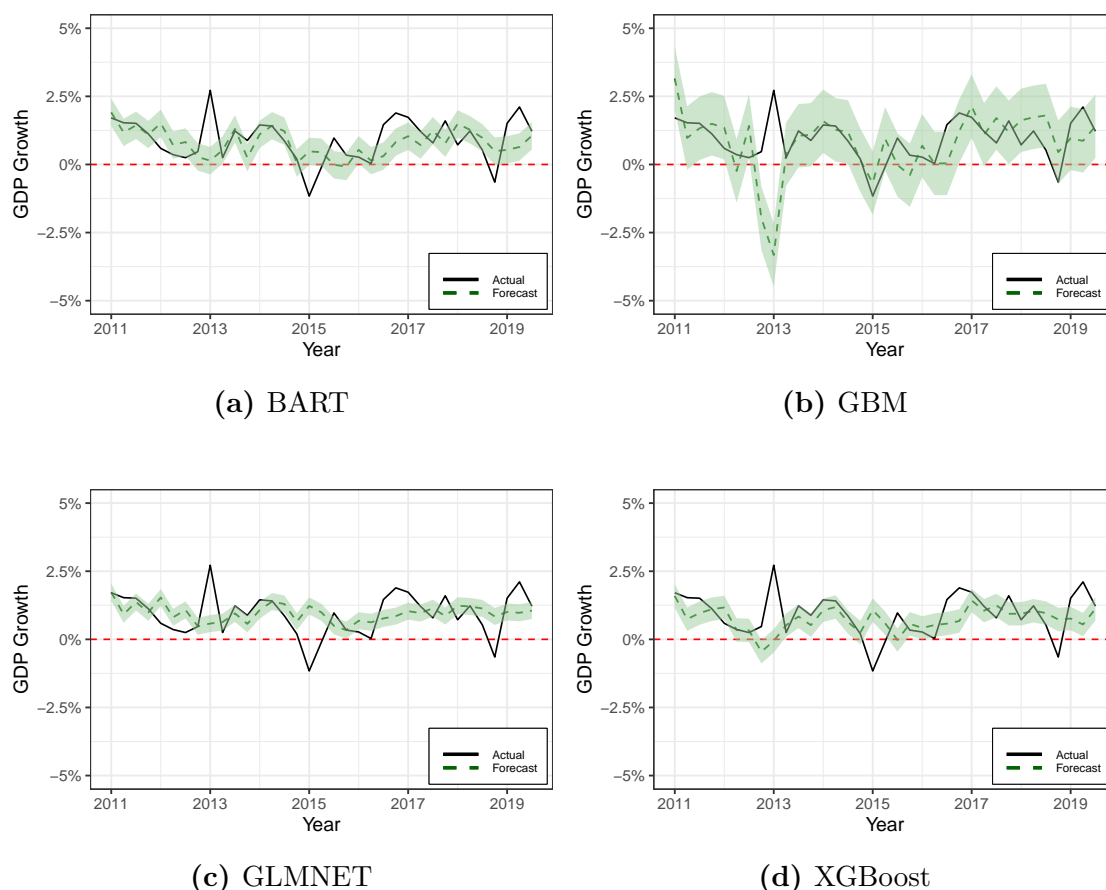 5%
2.5%
0%
−2.5%
−5%
GDP Growth
2011 2013 2015 2017 2019
Year
Actual
Forecast
(a) BART
5%
2.5%
0%
−2.5%
−5%
GDP Growth
2011 2013 2015 2017 2019
Year
Actual
Forecast
(b) GBM
5%
2.5%
0%
−2.5%
−5%
GDP Growth
2011 2013 2015 2017 2019
Year
Actual
Forecast
(c) GLMNET
5%
2.5%
0%
−2.5%
−5%
GDP Growth
2011 2013 2015 2017 2019
Year
Actual
Forecast
(d) XGBoost